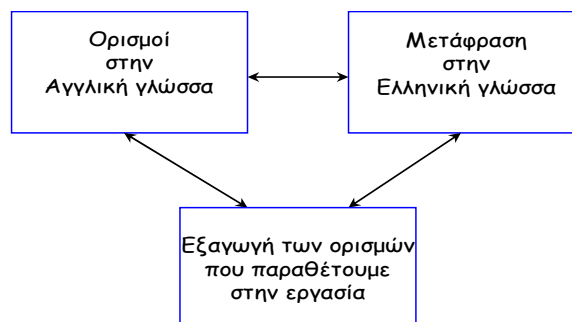 Ορισμοί
στην
Αγγλική γλώσσα
Μετάφραση
στην
Ελληνική γλώσσα
Εξαγωγή των ορισμών
που παραθέτουμε
στην εργασία